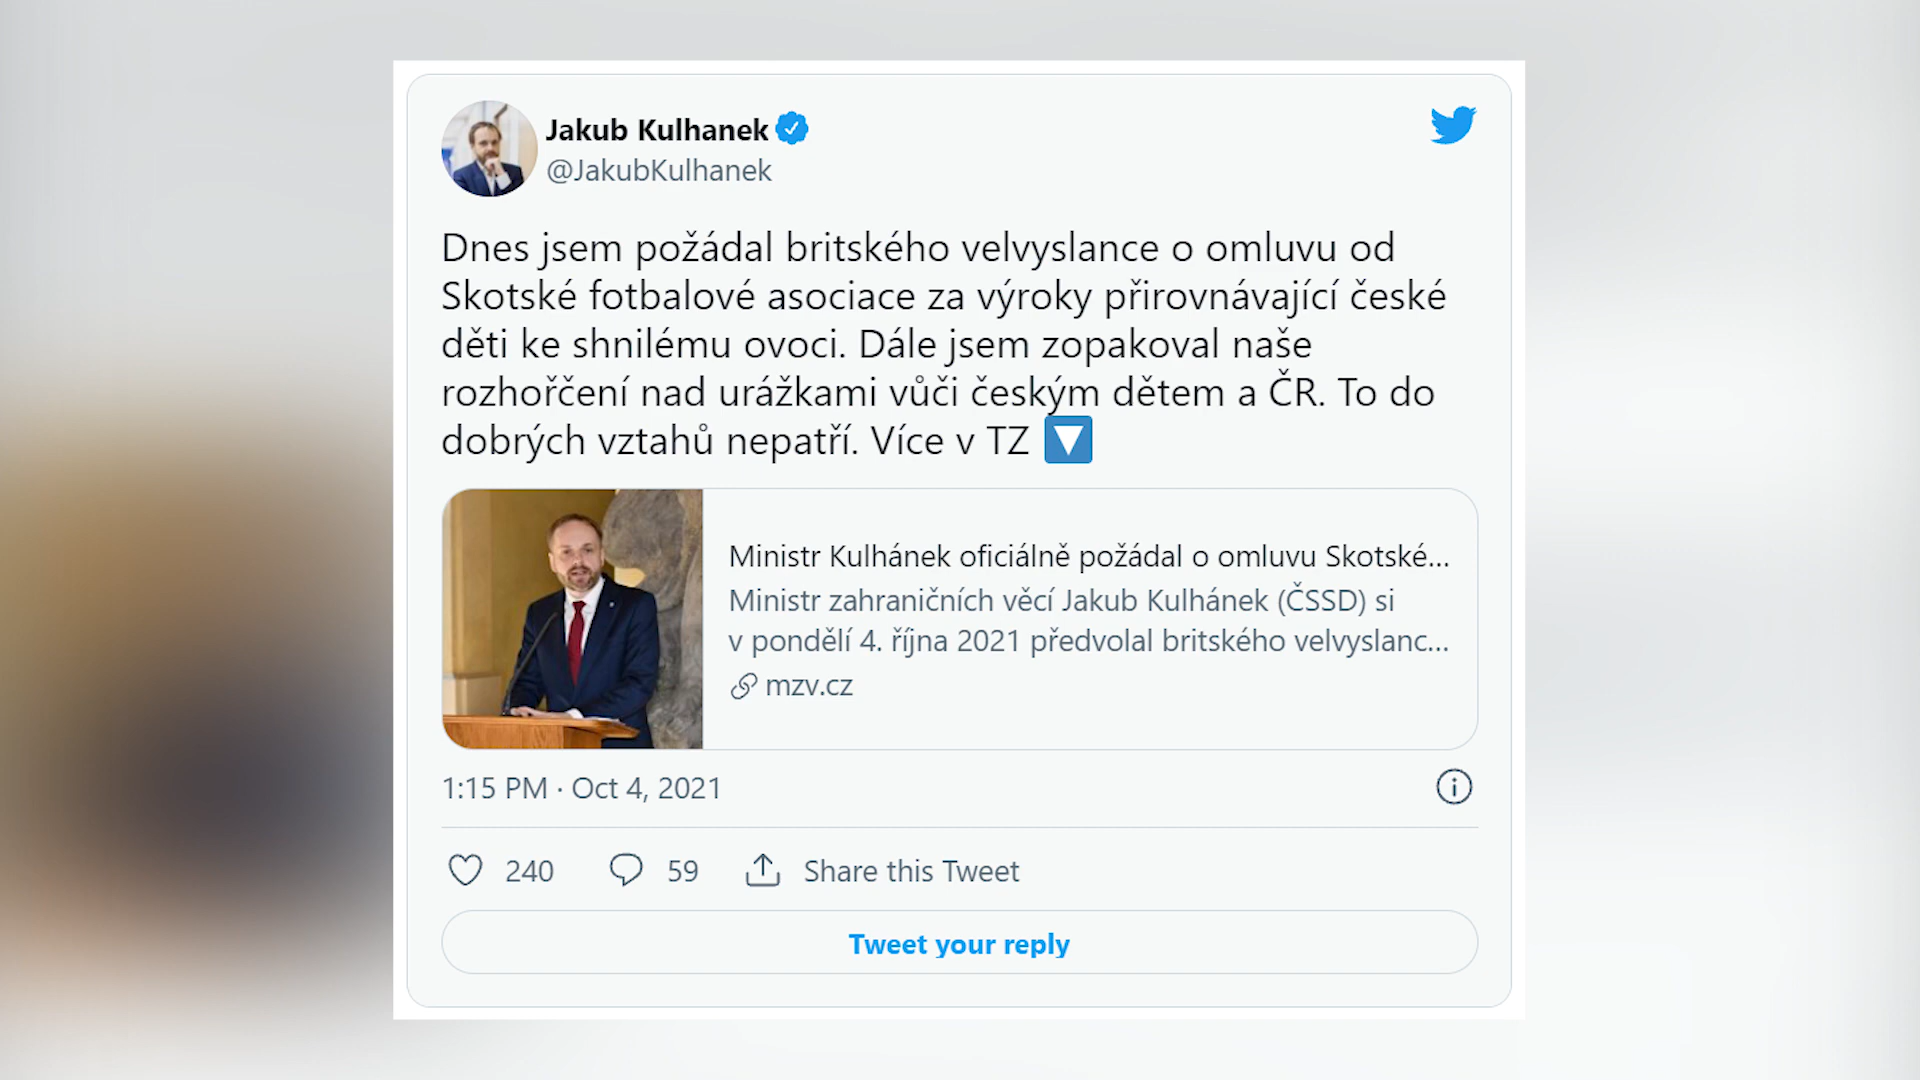 Jakub Kulhanek
@JakubKulhanek
Dnes jsem požádal britského velvyslance o omluvu od
Skotské fotbalové asociace za výroky přirovnávající české
děti ke shnilému ovoci. Dále jsem zopakoval naše
rozhořčení nad urážkami vůči českým dětem a ČR. To do
dobrých vztahů nepatří. Více v TZ
Ministr Kulhánek oficiálně požádal o omluvu Skotské...
Ministr zahraničních věcí Jakub Kulhánek (ČSSD) si
v pondělí 4. října 2021 předvolal britského velvyslanc...
mzv.cz
1:15 PM · Oct 4, 2021
240 59 Share this Tweet
Tweet your reply